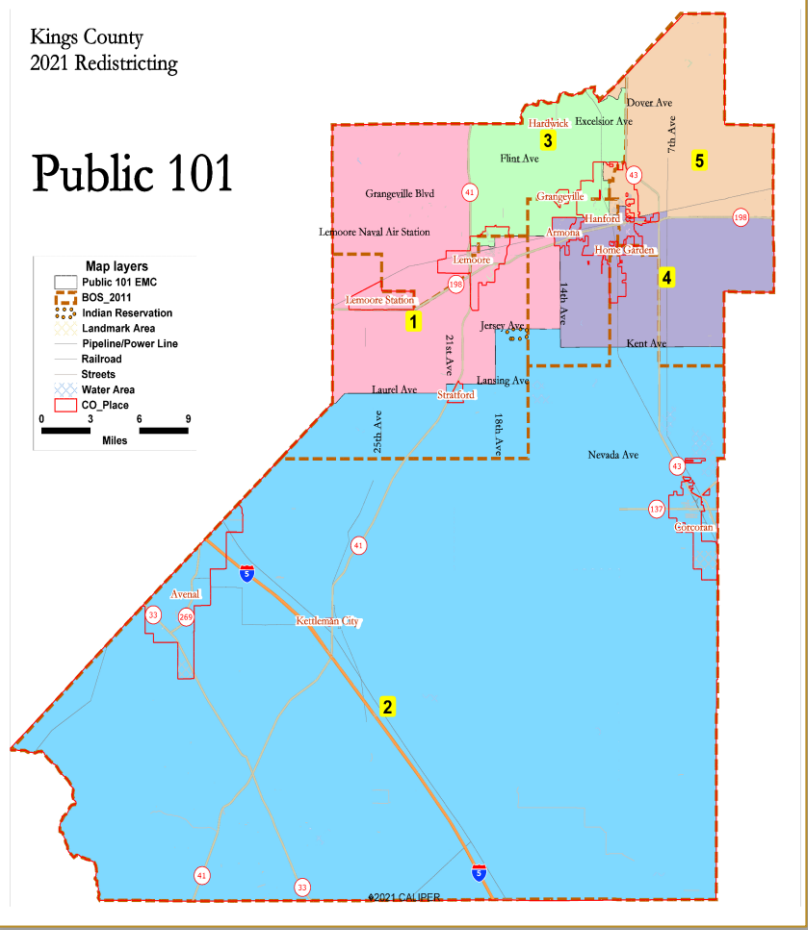 Kings County
2021 Redistricting
Public 101
Map layers
Public 101 EMC
BOS_2011
Indian Reservation
Landmark Area
Pipeline/Power Line
Railroad
Streets
Water Area
CO_Place
0 3 6 9
Miles
Dover Ave
Hardwick
Excelsior Ave
3
7th Ave
Flint Ave
5
43
Grangeville Blvd
41
Grangeville
Hanford
198
Lemoore Naval Air Station
Armona
Home Garden
Lemoore
4
198
14th Ave
Lemoore Station
1
Jersey Ave
21st Ave
Kent Ave
Lansing Ave
Laurel Ave
Stratford
25th Ave
18th Ave
Nevada Ave
43
137
Corcoran
41
5
Avenal
33
269
Kettleman City
2
41
33
5
©2021 CALIPER